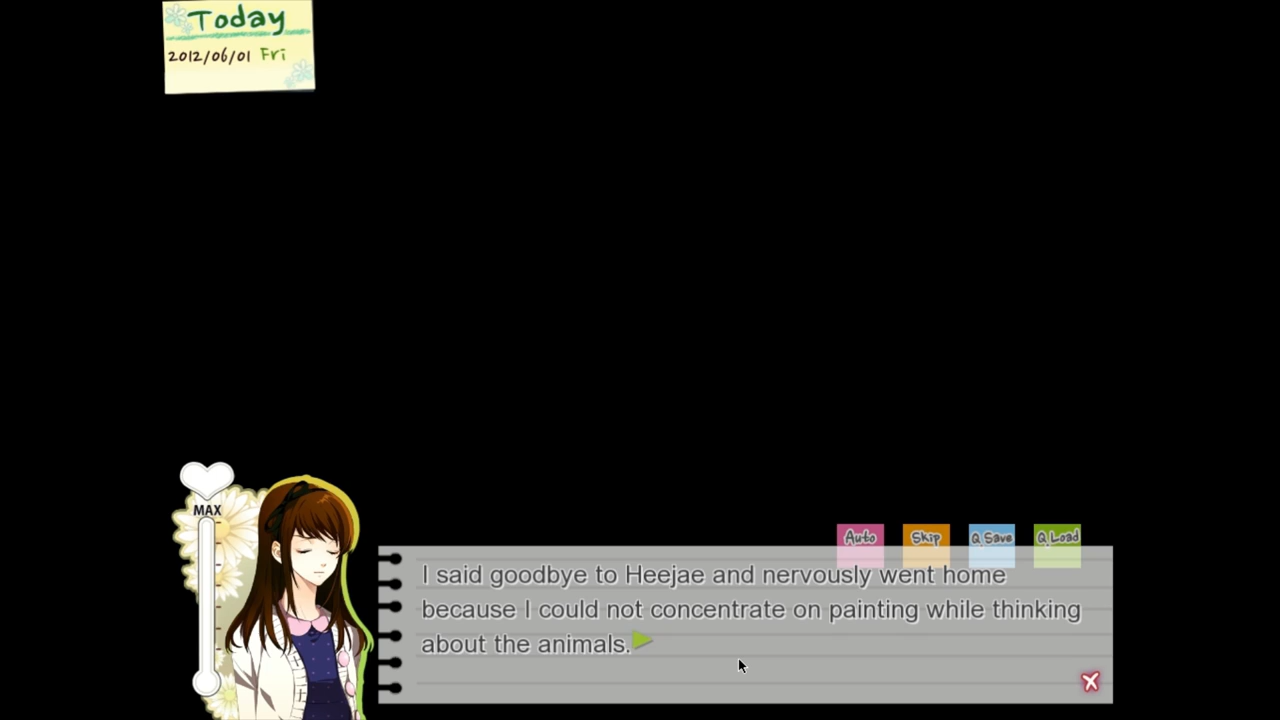 Today
2012/06/01 Fri
MAX
Auto Skip Q.Save Q.Load
I said goodbye to Heejae and nervously went home
because I could not concentrate on painting while thinking
about the animals.